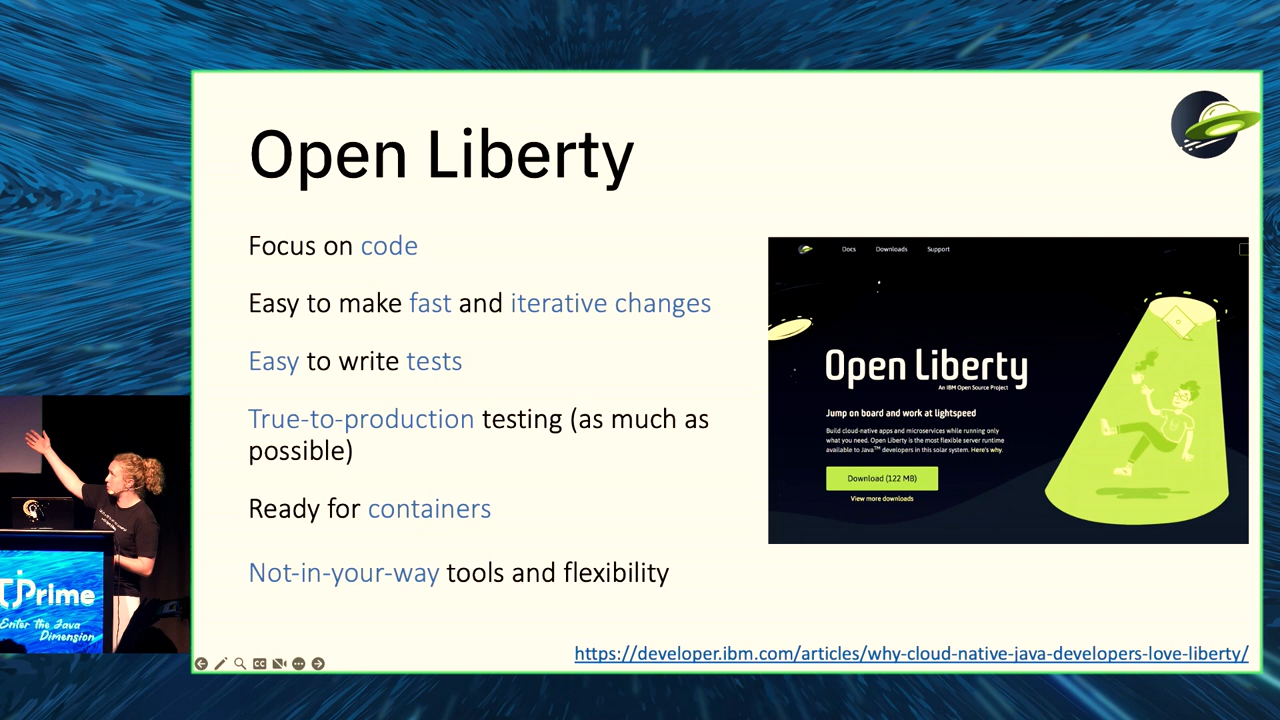 Open Liberty
Focus on code
Easy to make fast and iterative changes
Easy to write tests
True-to-production testing (as much as
possible)
Ready for containers
Not-in-your-way tools and flexibility
https://developer.ibm.com/articles/why-cloud-native-java-developers-love-liberty/
Docs Downloads Support
Open Liberty
An IBM Open Source Project
Jump on board and work at lightspeed
Build cloud-native apps and microservices while running only
what you need. Open Liberty is the most flexible server runtime
available to Java™ developers in this solar system. Here's why.
Download (122 MB)
View more downloads
CC
Prime
Enter the Java
Dimension